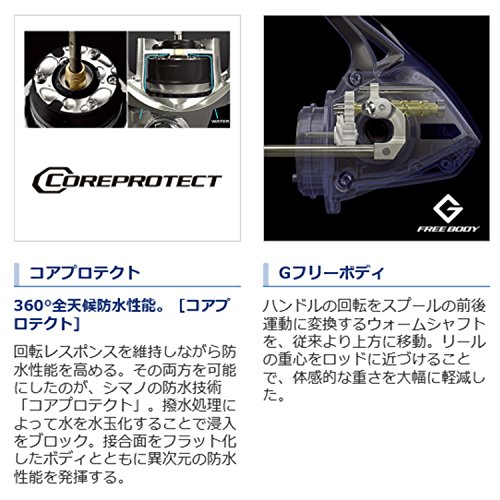 WATER
COREPROTECT
コアプロテクト
360°全天候防水性能。［コアプ
ロテクト］
回転レスポンスを維持しながら防
水性能を高める。その両方を可能
にしたのが、シマノの防水技術
「コアプロテクト」。撥水処理に
よって水を水玉化することで浸入
をブロック。接合面をフラット化
したボディとともに異次元の防水
性能を発揮する。
G
FREE BODY
Gフリーボディ
ハンドルの回転をスプールの前後
運動に変換するウォームシャフト
を、従来より上方に移動。リール
の重心をロッドに近づけること
で、体感的な重さを大幅に軽減し
た。